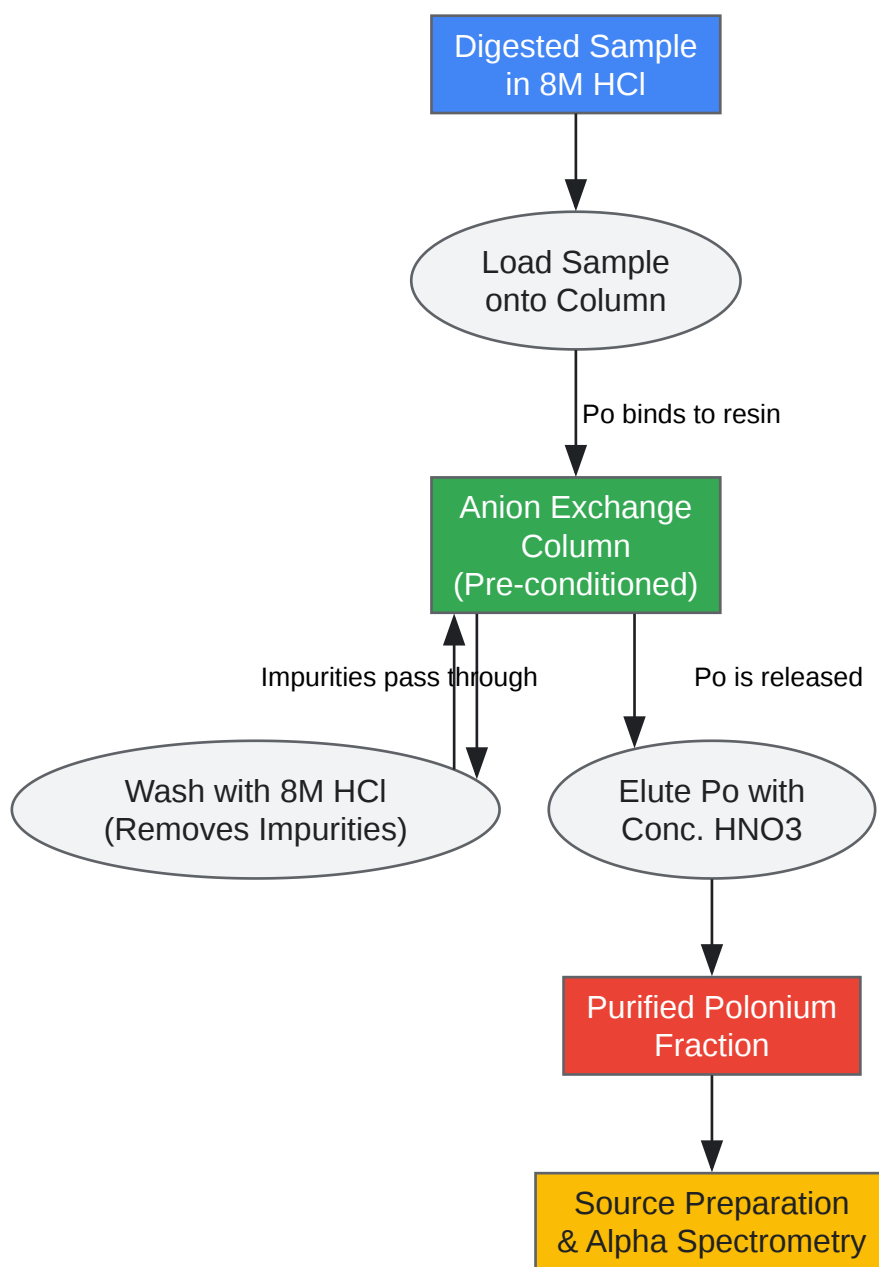 Digested Sample
in 8M HCl
Load Sample
onto Column
Po binds to resin
Anion Exchange
Column
(Pre-conditioned)
Impurities pass through
Po is released
Wash with 8M HCl
(Removes Impurities)
Elute Po with
Conc. HNO3
Purified Polonium
Fraction
Source Preparation
& Alpha Spectrometry